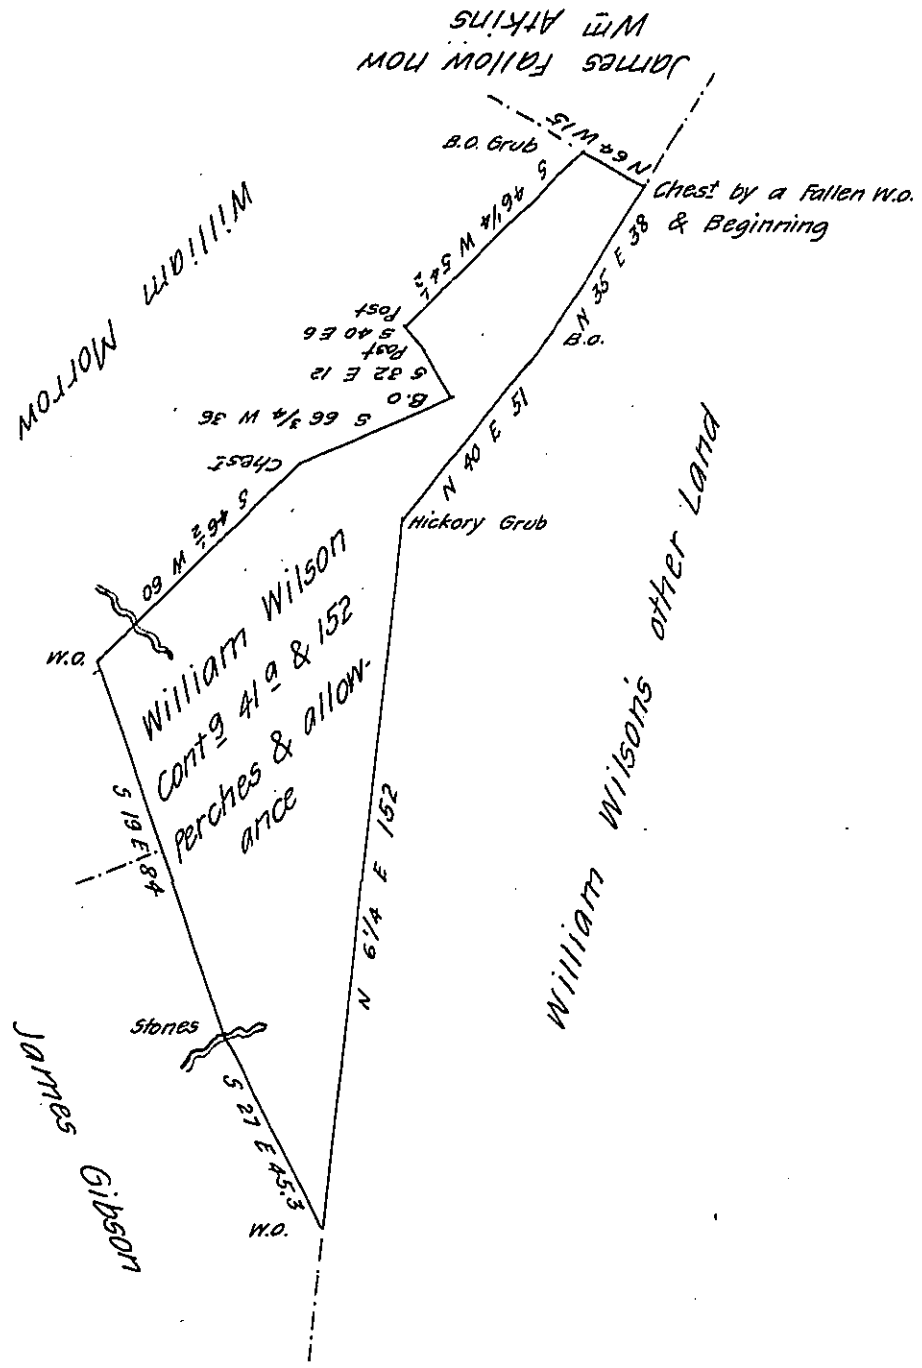 James Fallow now
Wm Atkins
N 64 W 15
B.O. Grub
Chest by a Fallen W.O.
& Beginning
S 46 1/4 W 54 1/2
N 35 E 38
William Morrow
Post
S 40 E 6
Post
S 32 E 12
B.O
S 66 3/4 W 36
Chest
B.O.
N 40 E 51
Hickory Grub
S 46 1/2 W 60
W.O.
William Wilson
Contg 41 a & 152
perches & allow-
ance
William Wilson's other Land
S 19 E 84
N 6 1/4 E 152
Stones
S 27 E 45.3
James Gibson
W.O.